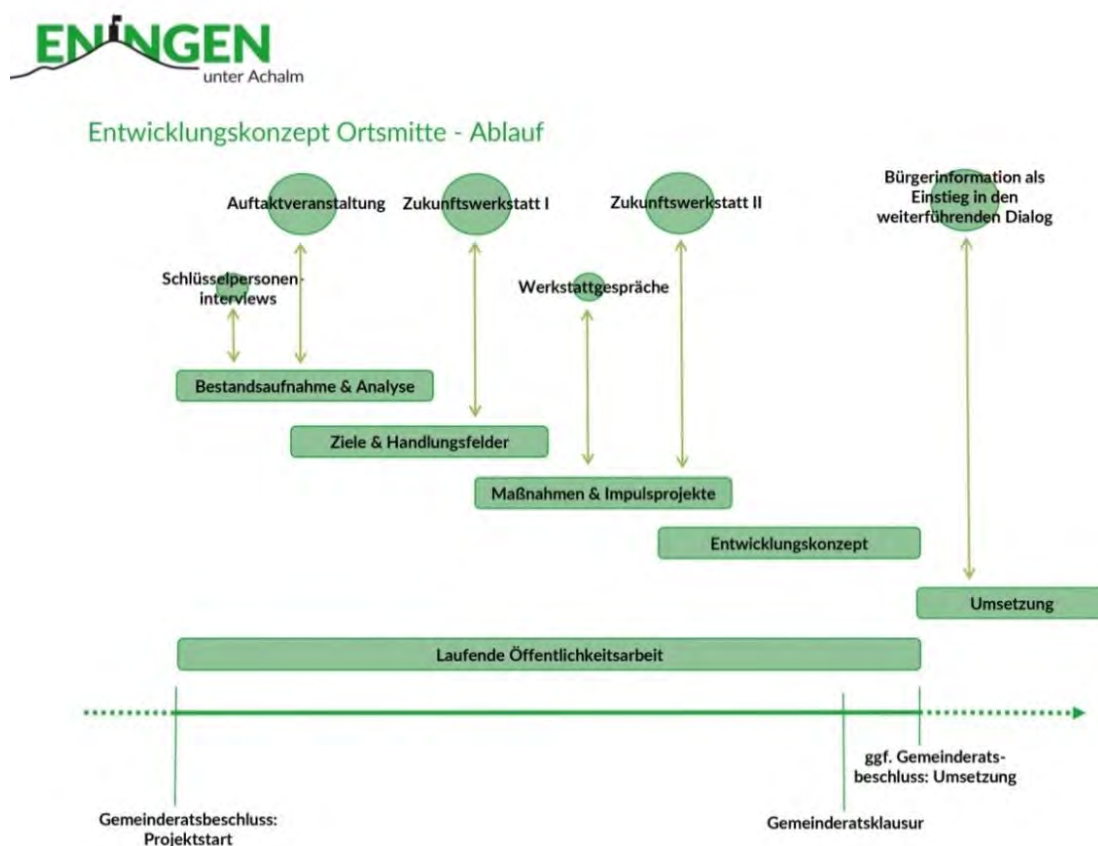 ENINGEN
unter Achalm
Entwicklungskonzept Ortsmitte - Ablauf
Auftaktveranstaltung
Zukunftswerkstatt I
Zukunftswerkstatt II
Bürgerinformation als
Einstieg in den
weiterführenden Dialog
Schlüsselpersonen-
interviews
Werkstattgespräche
Bestandsaufnahme & Analyse
Ziele & Handlungsfelder
Maßnahmen & Impulsprojekte
Entwicklungskonzept
Umsetzung
Laufende Öffentlichkeitsarbeit
ggf. Gemeinderats-
beschluss: Umsetzung
Gemeinderatsbeschluss:
Projektstart
Gemeinderatsklausur